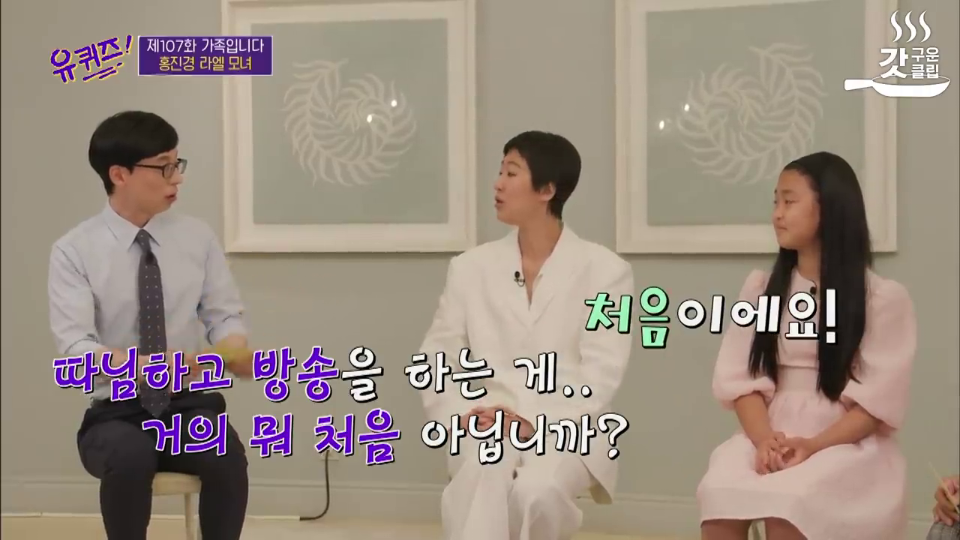 유퀴즈!
제107화 가족입니다
홍진경 라엘 모녀
갓구운
클립
처음이에요!
따님하고 방송을 하는 게..
거의 뭐 처음 아닙니까?